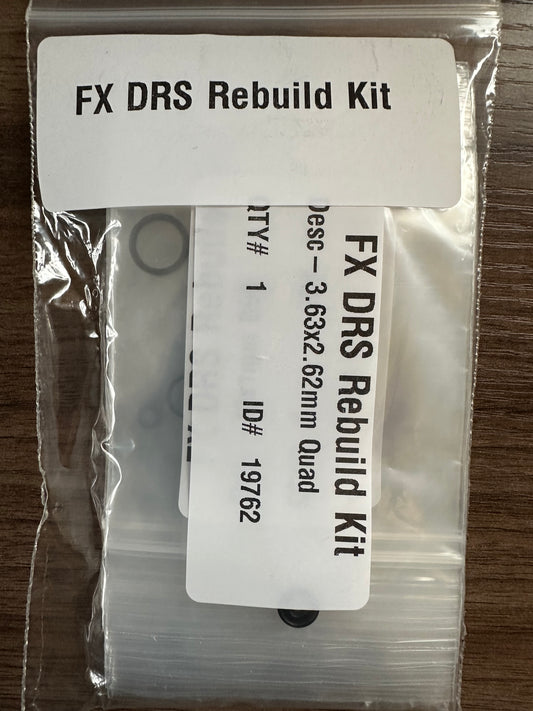 FX DRS Rebuild Kit
FX DRS Rebuild Kit
Desc – 3.63x2.62mm Quad
QTY# 1 ID# 19762